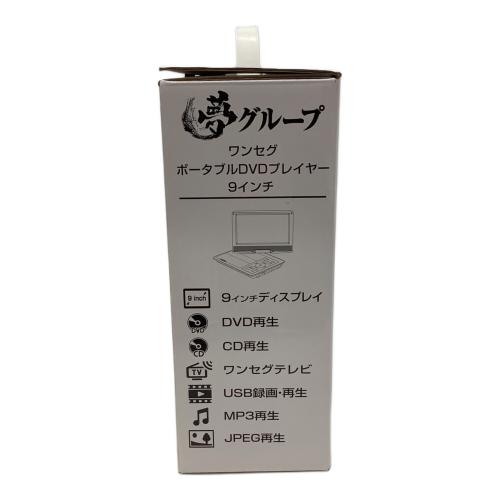 夢グループ
ワンセグ
ポータブルDVDプレイヤー
9インチ
9 inch 9インチディスプレイ
DVD DVD再生
CD CD再生
TV ワンセグテレビ
USB録画・再生
MP3再生
JPEG再生